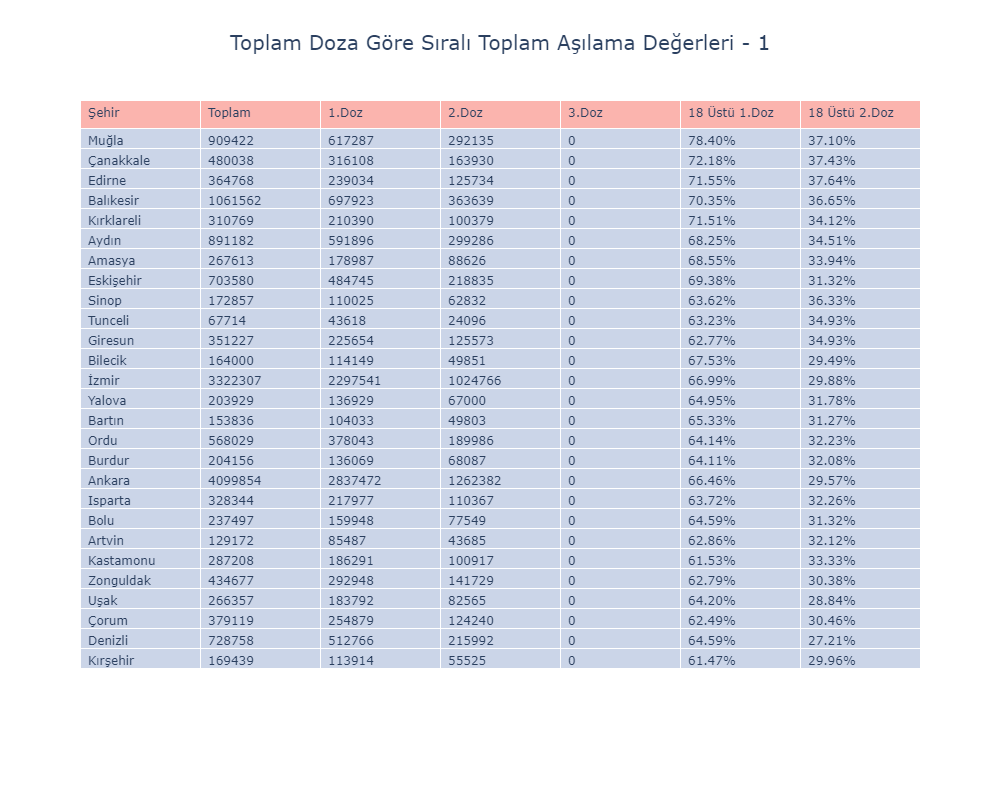 Toplam Doza Göre Sıralı Toplam Aşılama Değerleri - 1
Şehir Toplam 1.Doz 2.Doz 3.Doz 18 Üstü 1.Doz 18 Üstü 2.Doz
Muğla 909422 617287 292135 0 78.40% 37.10%
Çanakkale 480038 316108 163930 0 72.18% 37.43%
Edirne 364768 239034 125734 0 71.55% 37.64%
Balıkesir 1061562 697923 363639 0 70.35% 36.65%
Kırklareli 310769 210390 100379 0 71.51% 34.12%
Aydın 891182 591896 299286 0 68.25% 34.51%
Amasya 267613 178987 88626 0 68.55% 33.94%
Eskişehir 703580 484745 218835 0 69.38% 31.32%
Sinop 172857 110025 62832 0 63.62% 36.33%
Tunceli 67714 43618 24096 0 63.23% 34.93%
Giresun 351227 225654 125573 0 62.77% 34.93%
Bilecik 164000 114149 49851 0 67.53% 29.49%
İzmir 3322307 2297541 1024766 0 66.99% 29.88%
Yalova 203929 136929 67000 0 64.95% 31.78%
Bartın 153836 104033 49803 0 65.33% 31.27%
Ordu 568029 378043 189986 0 64.14% 32.23%
Burdur 204156 136069 68087 0 64.11% 32.08%
Ankara 4099854 2837472 1262382 0 66.46% 29.57%
Isparta 328344 217977 110367 0 63.72% 32.26%
Bolu 237497 159948 77549 0 64.59% 31.32%
Artvin 129172 85487 43685 0 62.86% 32.12%
Kastamonu 287208 186291 100917 0 61.53% 33.33%
Zonguldak 434677 292948 141729 0 62.79% 30.38%
Uşak 266357 183792 82565 0 64.20% 28.84%
Çorum 379119 254879 124240 0 62.49% 30.46%
Denizli 728758 512766 215992 0 64.59% 27.21%
Kırşehir 169439 113914 55525 0 61.47% 29.96%